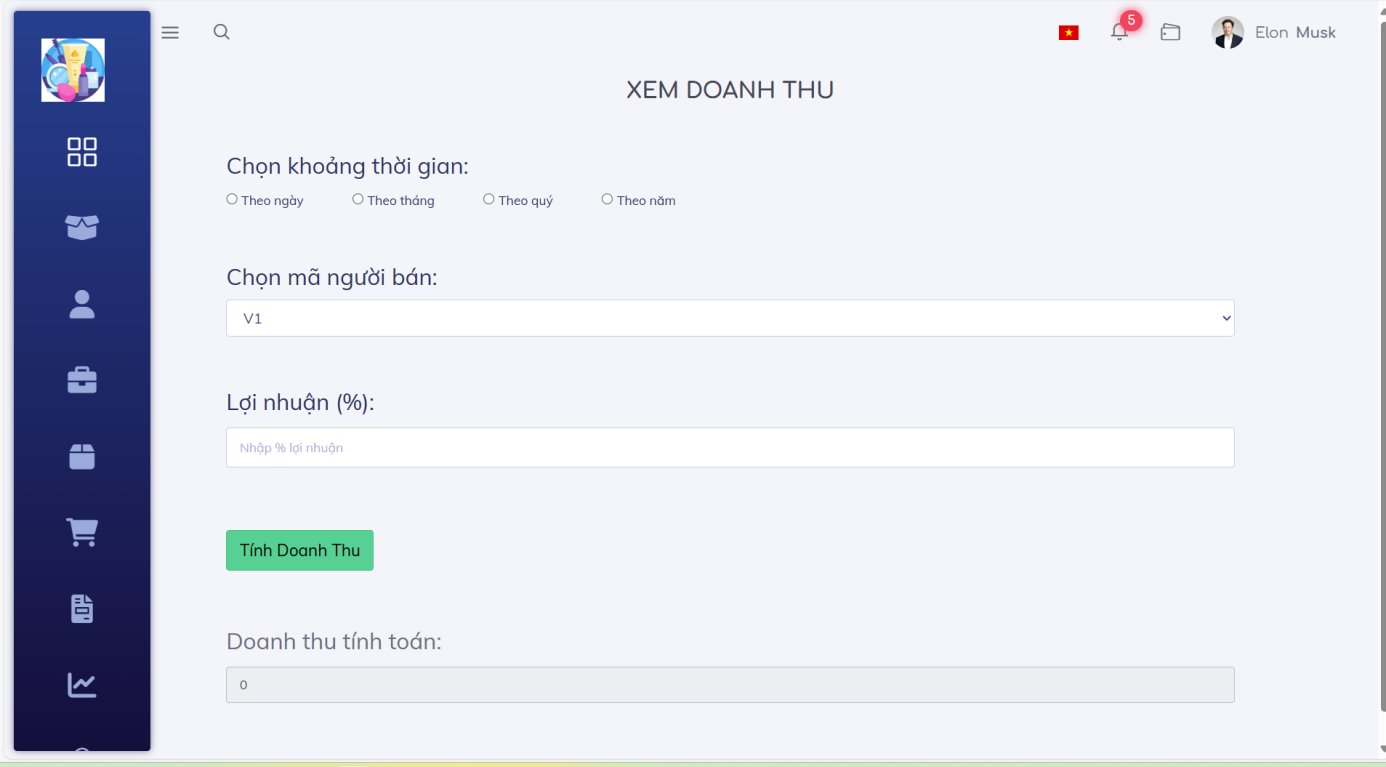 5
Elon Musk
XEM DOANH THU
Chọn khoảng thời gian:
Theo ngày Theo tháng Theo quý Theo năm
Chọn mã người bán:
V1
Lợi nhuận (%):
Nhập % lợi nhuận
Tính Doanh Thu
Doanh thu tính toán:
0